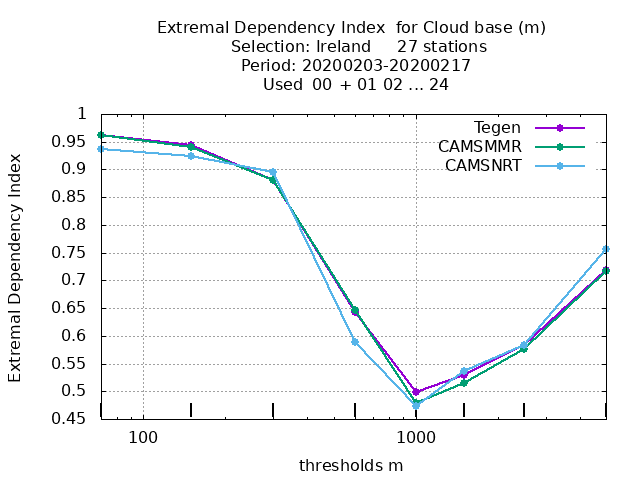 Extremal Dependency Index  for Cloud base (m)
Selection: Ireland     27 stations
Period: 20200203-20200217
Used  00  + 01 02 ... 24
Extremal Dependency Index
1
0.95
0.9
0.85
0.8
0.75
0.7
0.65
0.6
0.55
0.5
0.45
Tegen
CAMSMMR
CAMSNRT
100
1000
thresholds m